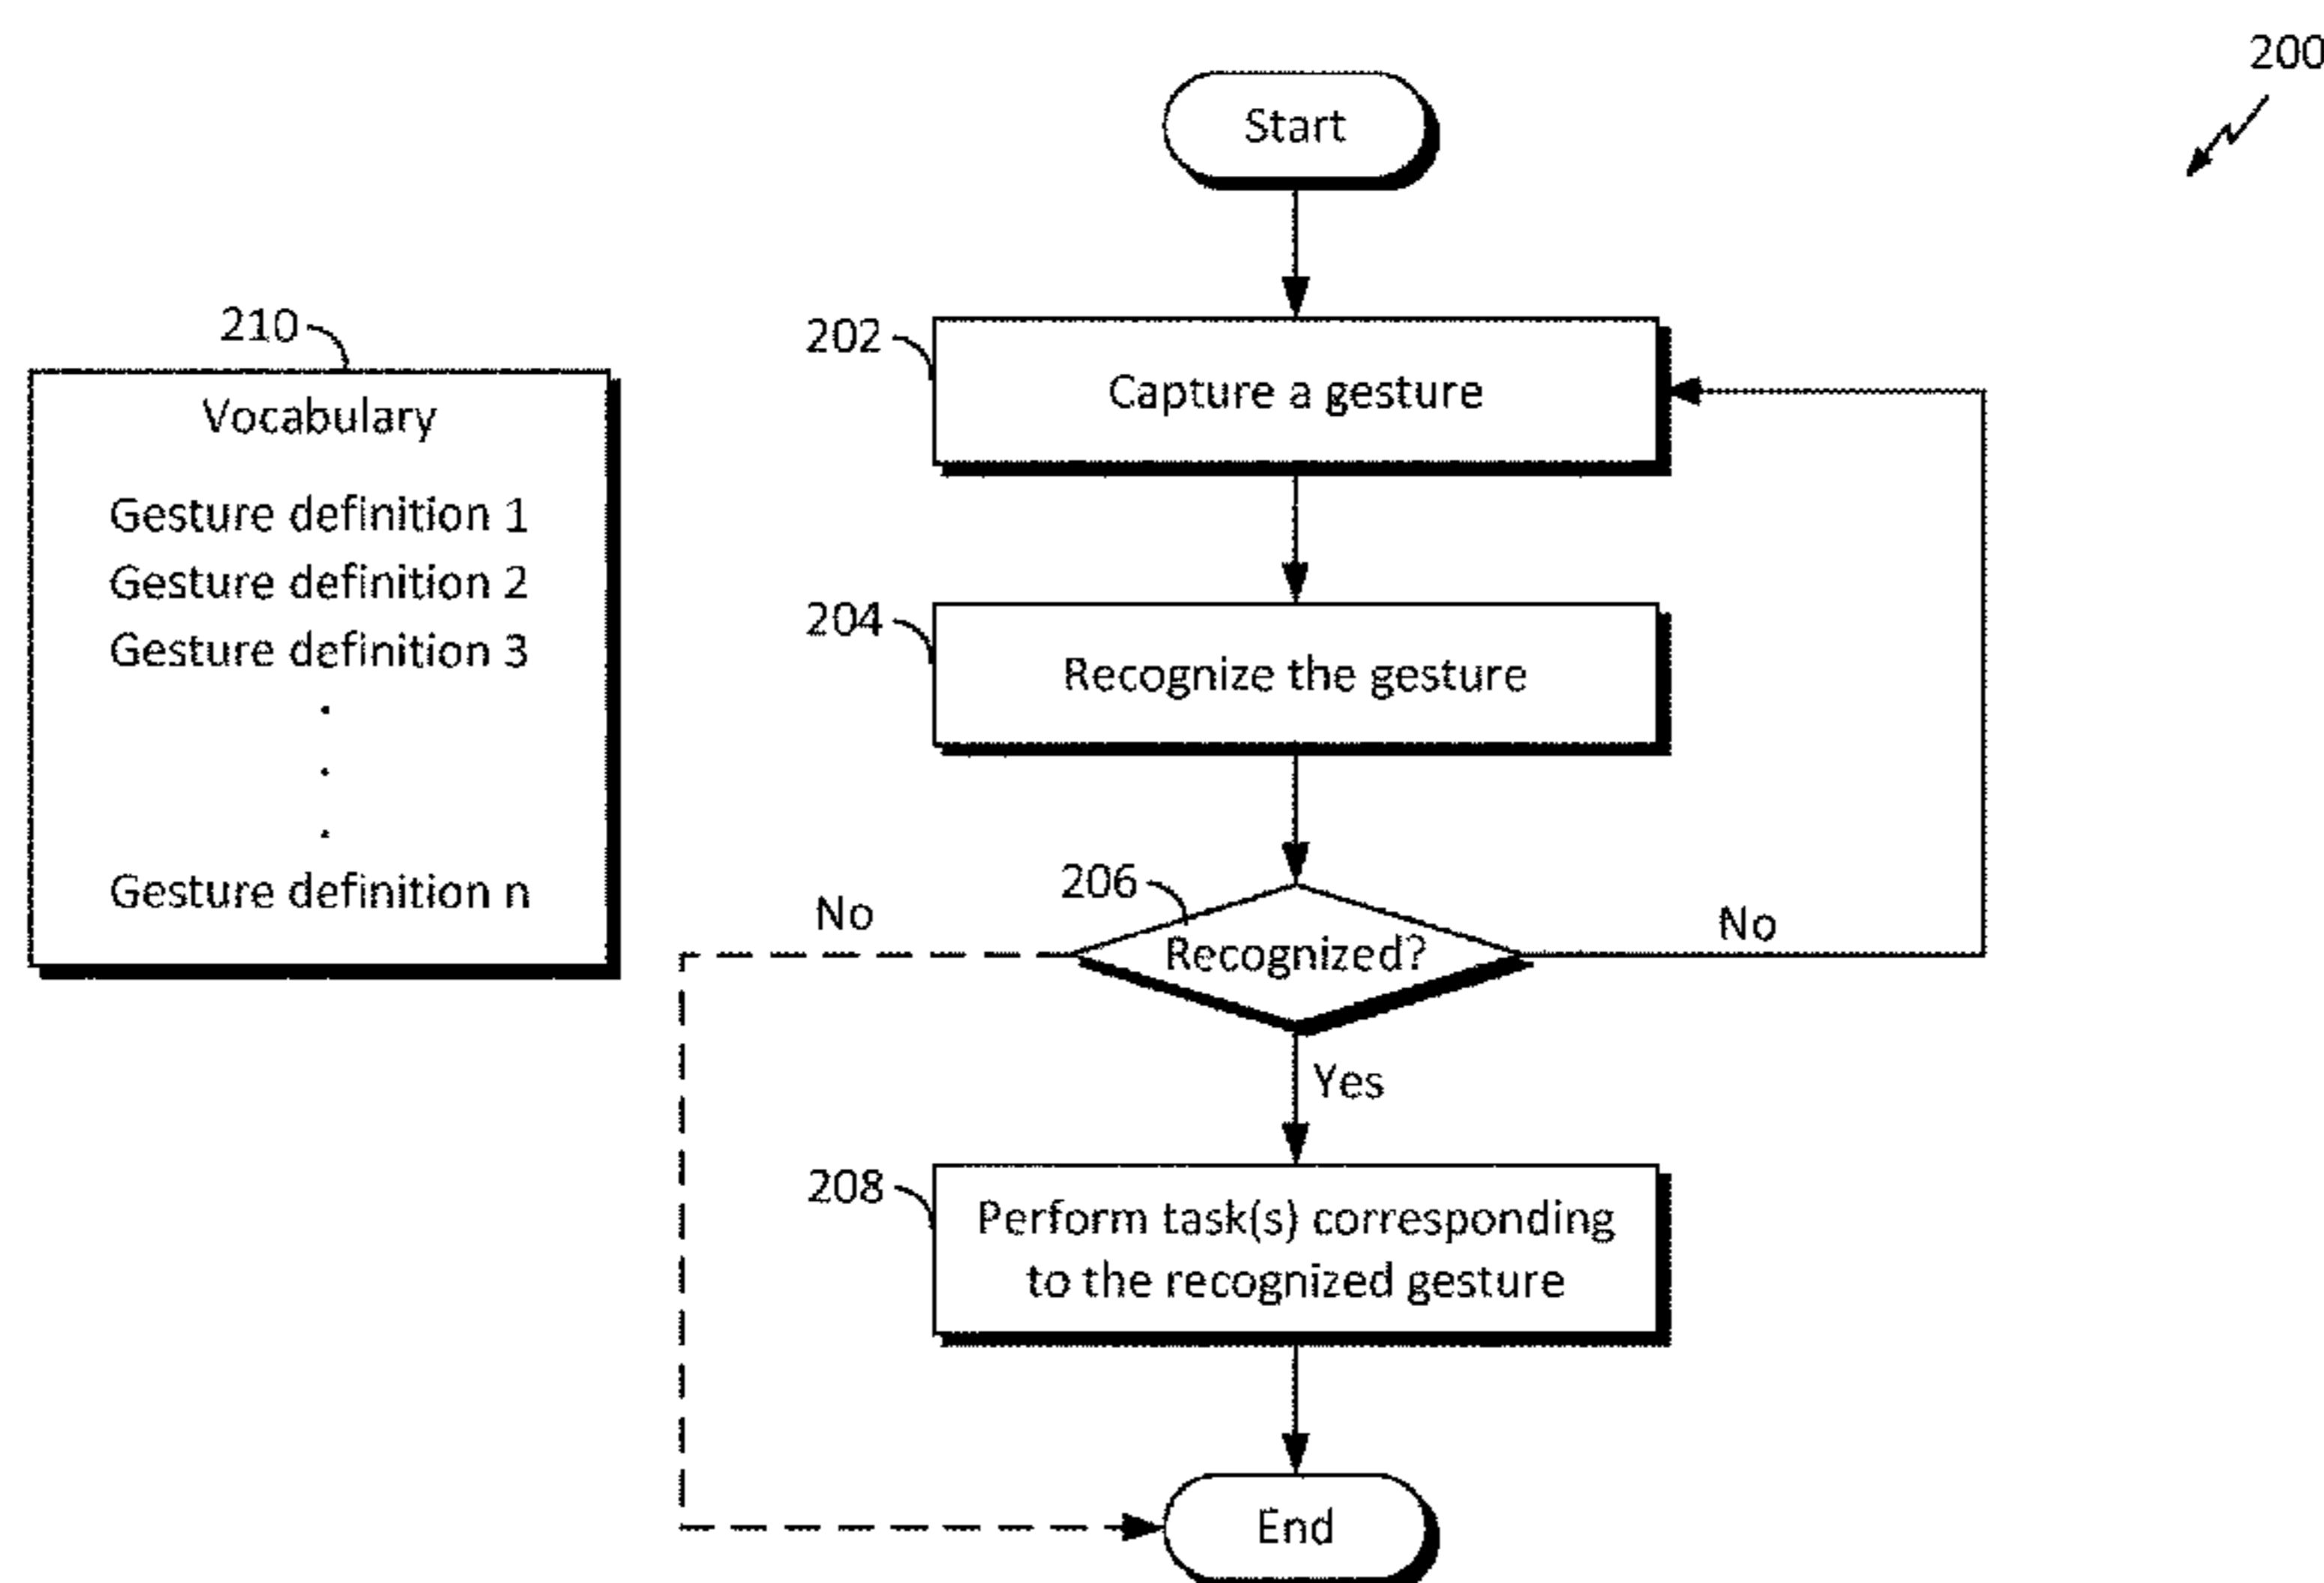 200
Start
210
Vocabulary
Gesture definition 1
Gesture definition 2
Gesture definition 3
.
.
.
Gesture definition n
202
Capture a gesture
204
Recognize the gesture
206
Recognized?
No
No
Yes
208
Perform task(s) corresponding
to the recognized gesture
End